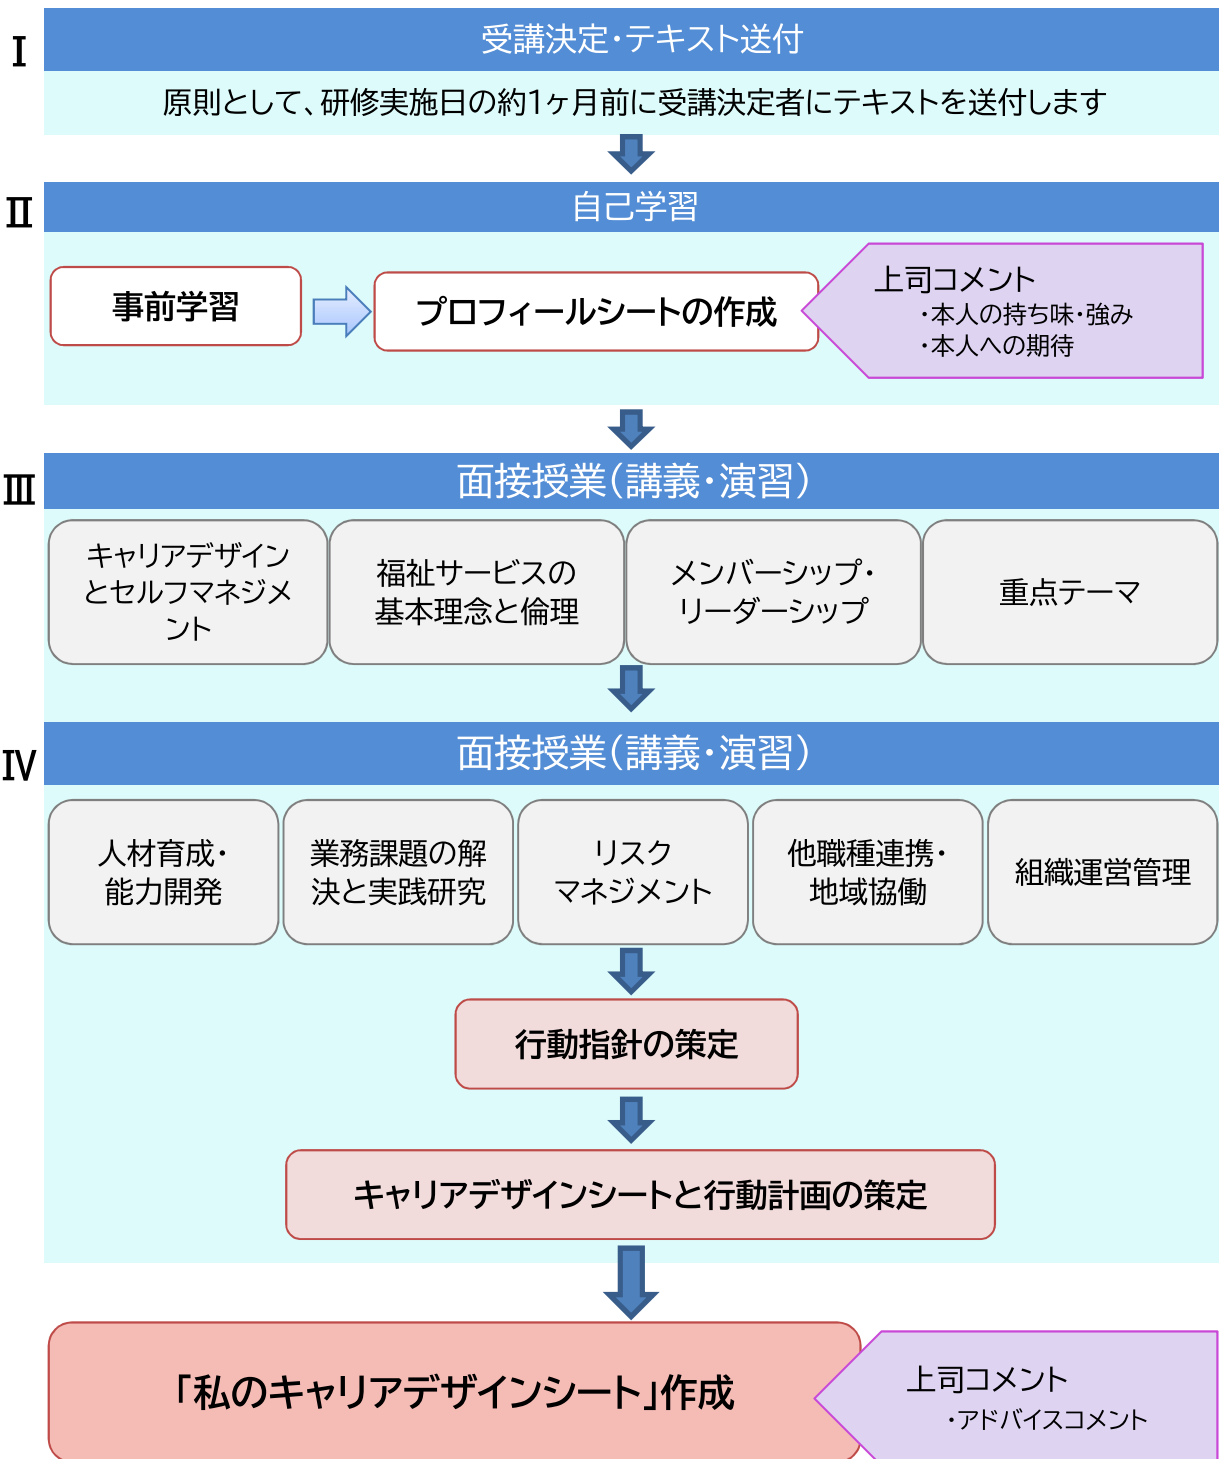 Ⅰ
受講決定・テキスト送付
原則として、研修実施日の約1ヶ月前に受講決定者にテキストを送付します
Ⅱ
自己学習
事前学習
プロフィールシートの作成
上司コメント
・本人の持ち味・強み
・本人への期待
Ⅲ
面接授業（講義・演習）
キャリアデザイン
とセルフマネジメ
ント
福祉サービスの
基本理念と倫理
メンバーシップ・
リーダーシップ
重点テーマ
Ⅳ
面接授業（講義・演習）
人材育成・
能力開発
業務課題の解
決と実践研究
リスク
マネジメント
他職種連携・
地域協働
組織運営管理
行動指針の策定
キャリアデザインシートと行動計画の策定
「私のキャリアデザインシート」作成
上司コメント
・アドバイスコメント